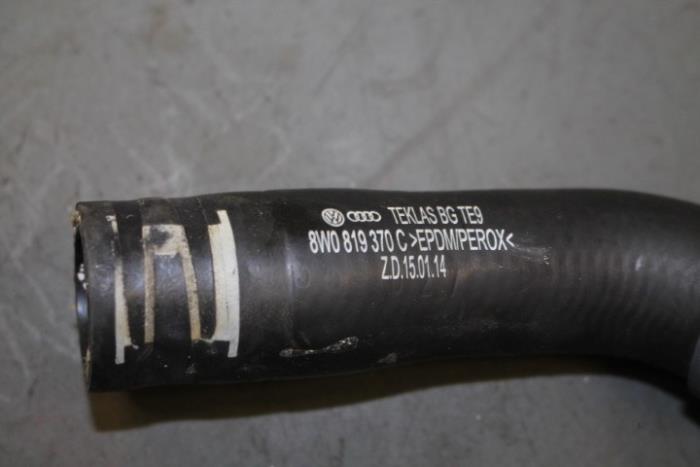 TEKLAS BG TE9
8W0 819 370 C >EPDM/PEROX<
Z.D.15.01.14